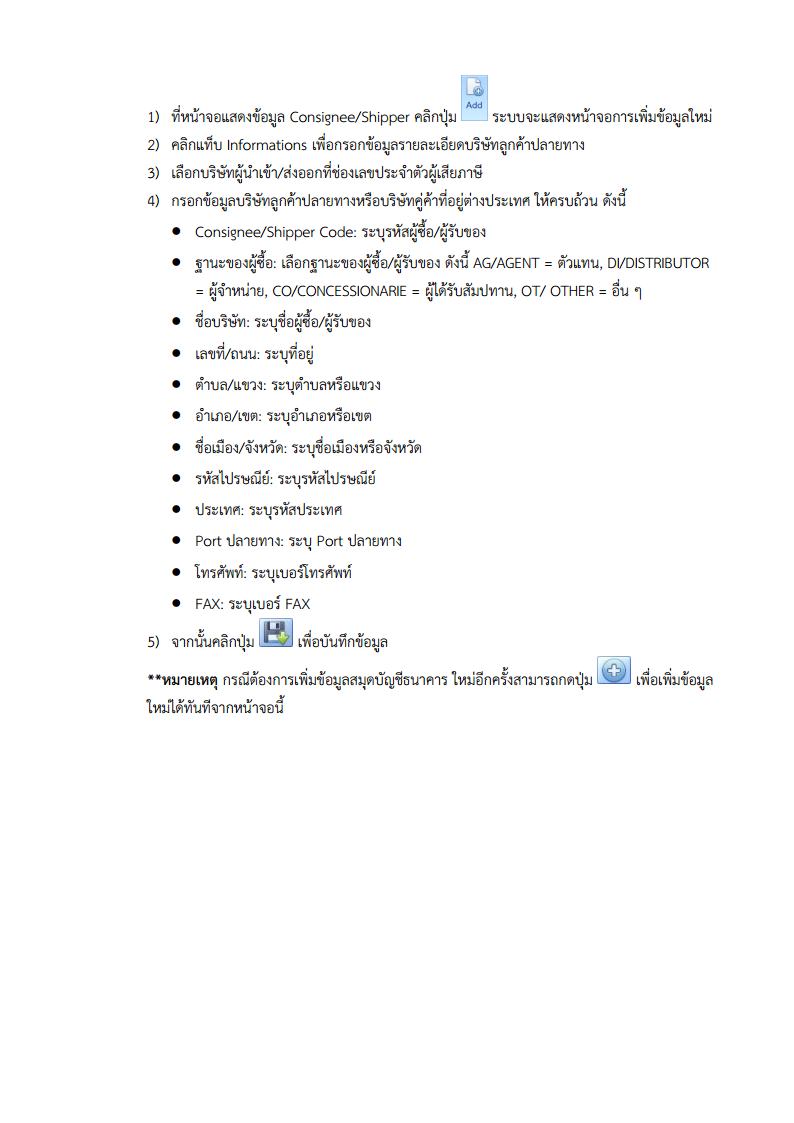 1) ที่หน้าจอแสดงข้อมูล Consignee/Shipper คลิกปุ่ม Add ระบบจะแสดงหน้าจอการเพิ่มข้อมูลใหม่
2) คลิกแท็บ Informations เพื่อกรอกข้อมูลรายละเอียดบริษัทลูกค้าปลายทาง
3) เลือกบริษัทผู้นำเข้า/ส่งออกที่ช่องเลขประจำตัวผู้เสียภาษี
4) กรอกข้อมูลบริษัทลูกค้าปลายทางหรือบริษัทคู่ค้าที่อยู่ต่างประเทศ ให้ครบถ้วน ดังนี้
● Consignee/Shipper Code: ระบุรหัสผู้ซื้อ/ผู้รับของ
● ฐานะของผู้ซื้อ: เลือกฐานะของผู้ซื้อ/ผู้รับของ ดังนี้ AG/AGENT = ตัวแทน, DI/DISTRIBUTOR
= ผู้จำหน่าย, CO/CONCESSIONARIE = ผู้ได้รับสัมปทาน, OT/ OTHER = อื่น ๆ
● ชื่อบริษัท: ระบุชื่อผู้ซื้อ/ผู้รับของ
● เลขที่/ถนน: ระบุที่อยู่
● ตำบล/แขวง: ระบุตำบลหรือแขวง
● อำเภอ/เขต: ระบุอำเภอหรือเขต
● ชื่อเมือง/จังหวัด: ระบุชื่อเมืองหรือจังหวัด
● รหัสไปรษณีย์: ระบุรหัสไปรษณีย์
● ประเทศ: ระบุรหัสประเทศ
● Port ปลายทาง: ระบุ Port ปลายทาง
● โทรศัพท์: ระบุเบอร์โทรศัพท์
● FAX: ระบุเบอร์ FAX
5) จากนั้นคลิกปุ่ม เพื่อบันทึกข้อมูล
**หมายเหตุ กรณีต้องการเพิ่มข้อมูลสมุดบัญชีธนาคาร ใหม่อีกครั้งสามารถกดปุ่ม เพื่อเพิ่มข้อมูล
ใหม่ได้ทันทีจากหน้าจอนี้